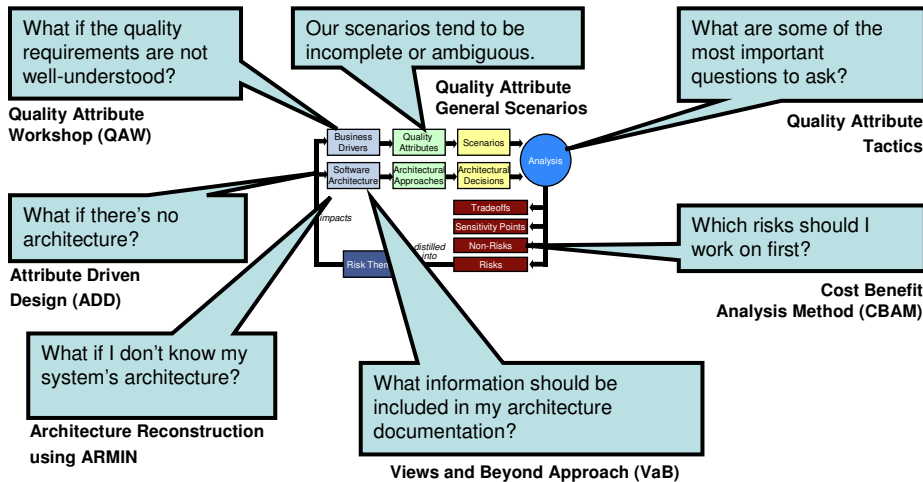 What if the quality
requirements are not
well-understood?
Quality Attribute
Workshop (QAW)
Our scenarios tend to be
incomplete or ambiguous.
Quality Attribute
General Scenarios
What are some of the
most important
questions to ask?
Quality Attribute
Tactics
Business
Drivers
Quality
Attributes
Scenarios
Analysis
Software
Architecture
Architectural
Approaches
Architectural
Decisions
What if there's no
architecture?
Attribute Driven
Design (ADD)
impacts
Tradeoffs
Sensitivity Points
Non-Risks
Risks
distilled
into
Risk Them
Which risks should I
work on first?
Cost Benefit
Analysis Method (CBAM)
What if I don't know my
system's architecture?
Architecture Reconstruction
using ARMIN
What information should be
included in my architecture
documentation?
Views and Beyond Approach (VaB)